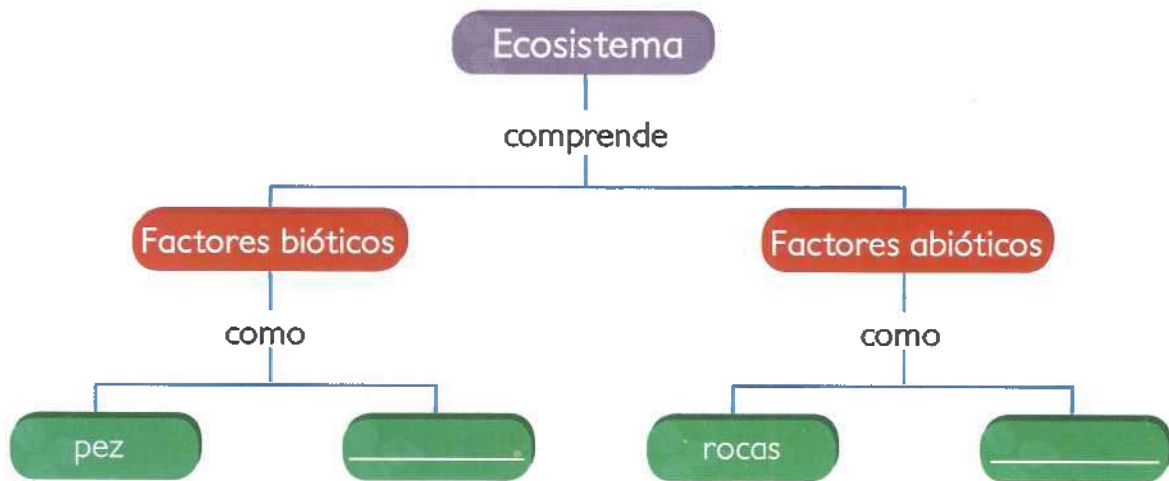 Ecosistema
comprende
Factores bióticos
Factores abióticos
como
como
pez
rocas